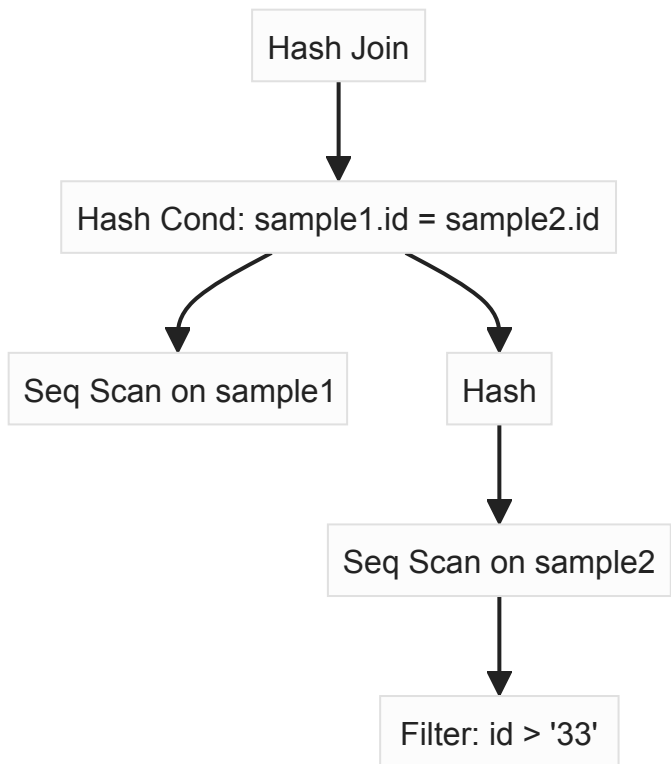 Hash Join
Hash Cond: sample1.id = sample2.id
Seq Scan on sample1
Hash
Seq Scan on sample2
Filter: id > '33'